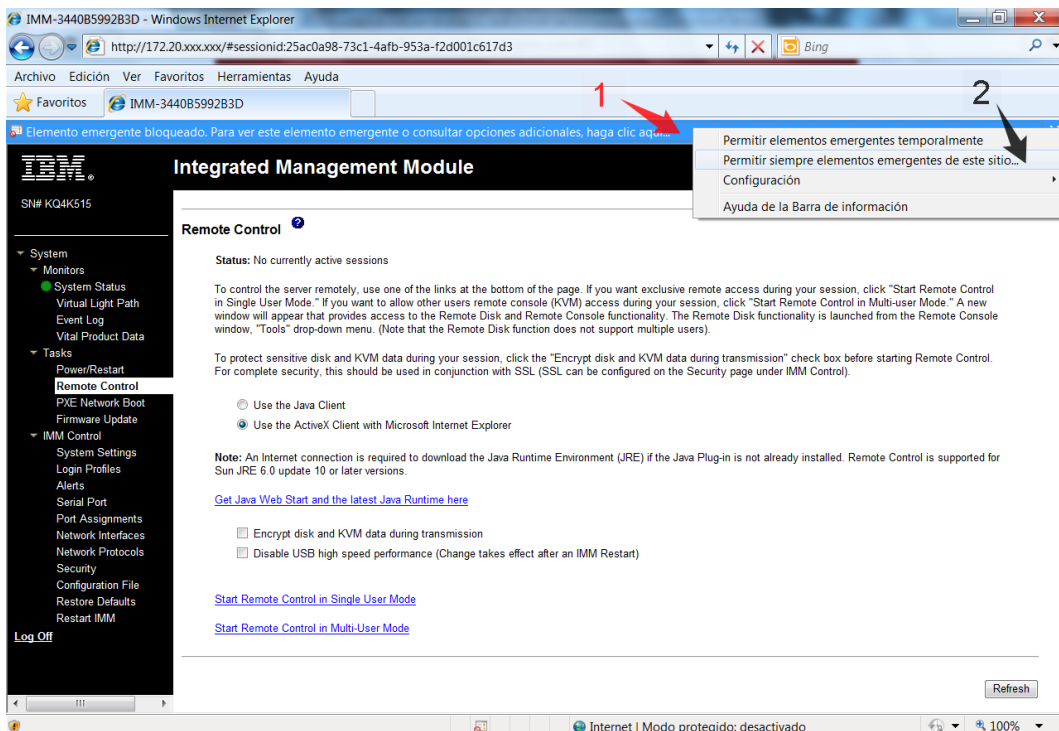 IMM-3440B5992B3D - Windows Internet Explorer
http://172.20.xxx.xxx/#sessionid:25ac0a98-73c1-4afb-953a-f2d001c617d3
Bing
Archivo Edición Ver Favoritos Herramientas Ayuda
Favoritos
IMM-3440B5992B3D
1
2
Elemento emergente bloqueado. Para ver este elemento emergente o consultar opciones adicionales, haga clic aquí...
Permitir elementos emergentes temporalmente
Permitir siempre elementos emergentes de este sitio...
Configuración
Ayuda de la Barra de información
IBM®
Integrated Management Module
SN# KQ4K515
System
Monitors
System Status
Virtual Light Path
Event Log
Vital Product Data
Tasks
Power/Restart
Remote Control
PXE Network Boot
Firmware Update
IMM Control
System Settings
Login Profiles
Alerts
Serial Port
Port Assignments
Network Interfaces
Network Protocols
Security
Configuration File
Restore Defaults
Restart IMM
Log Off
Remote Control ?
Status: No currently active sessions
To control the server remotely, use one of the links at the bottom of the page. If you want exclusive remote access during your session, click "Start Remote Control
in Single User Mode." If you want to allow other users remote console (KVM) access during your session, click "Start Remote Control in Multi-user Mode." A new
window will appear that provides access to the Remote Disk and Remote Console functionality. The Remote Disk functionality is launched from the Remote Console
window, "Tools" drop-down menu. (Note that the Remote Disk function does not support multiple users).
To protect sensitive disk and KVM data during your session, click the "Encrypt disk and KVM data during transmission" check box before starting Remote Control.
For complete security, this should be used in conjunction with SSL (SSL can be configured on the Security page under IMM Control).
Use the Java Client
Use the ActiveX Client with Microsoft Internet Explorer
Note: An Internet connection is required to download the Java Runtime Environment (JRE) if the Java Plug-in is not already installed. Remote Control is supported for
Sun JRE 6.0 update 10 or later versions.
Get Java Web Start and the latest Java Runtime here
Encrypt disk and KVM data during transmission
Disable USB high speed performance (Change takes effect after an IMM Restart)
Start Remote Control in Single User Mode
Start Remote Control in Multi-User Mode
Refresh
Internet | Modo protegido: desactivado
100%